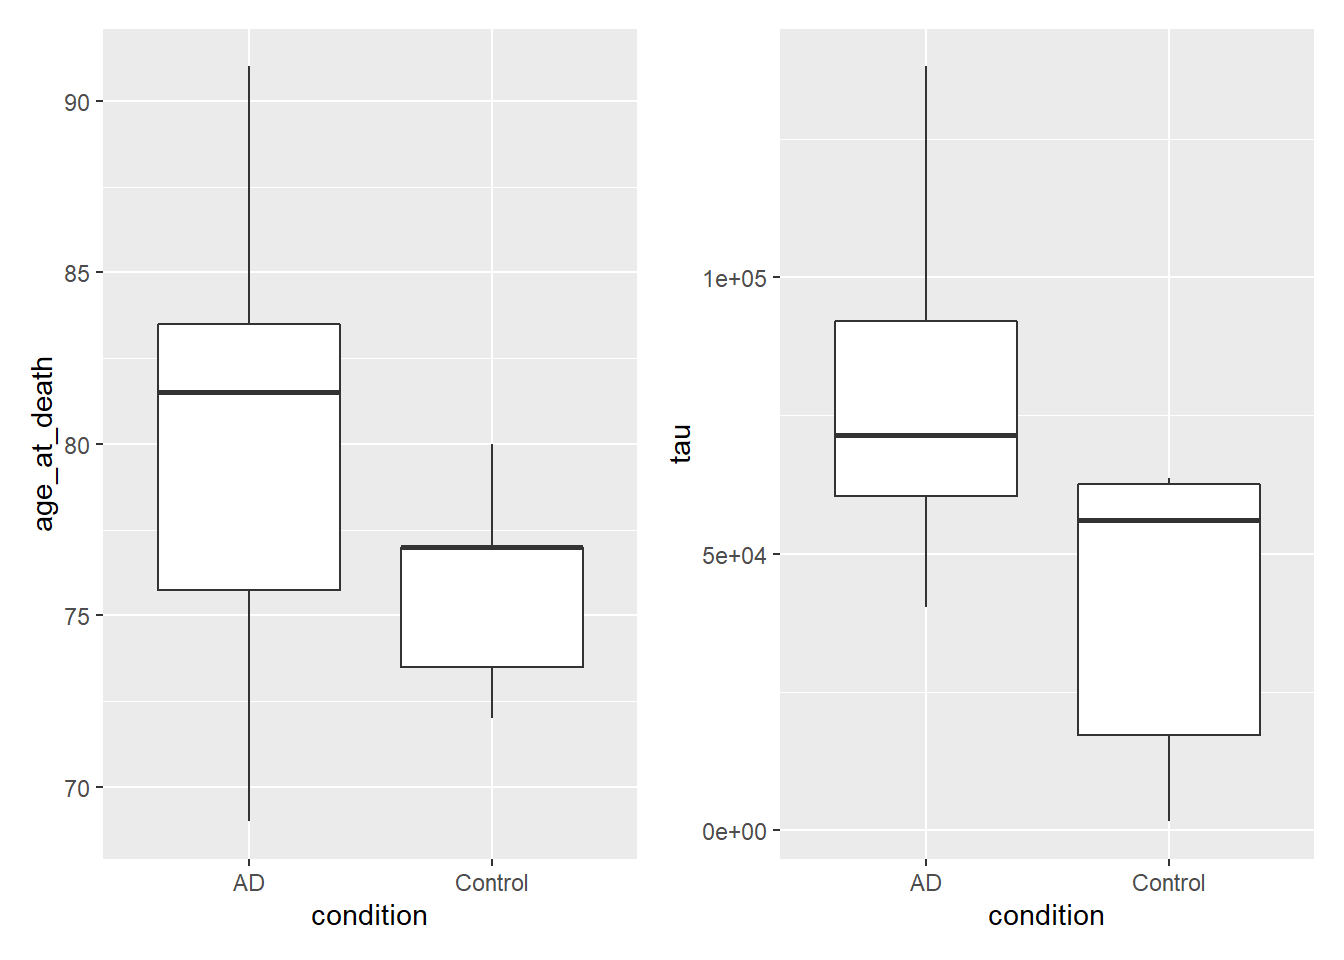 age_at_death
90
85
80
75
70
AD Control
condition
tau
1e+05
5e+04
0e+00
AD Control
condition